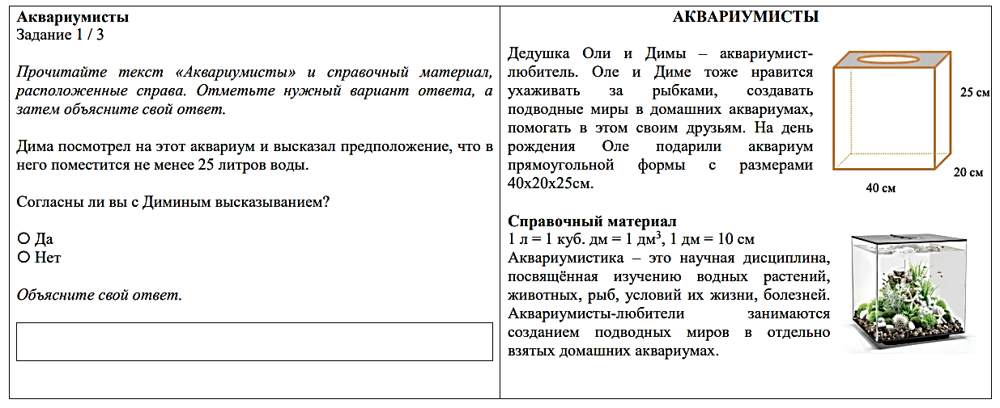 Аквариумисты
Задание 1 / 3
Прочитайте текст «Аквариумисты» и справочный материал,
расположенные справа. Отметьте нужный вариант ответа, а
затем объясните свой ответ.
Дима посмотрел на этот аквариум и высказал предположение, что в
него поместится не менее 25 литров воды.
Согласны ли вы с Диминым высказыванием?
Да
Нет
Объясните свой ответ.
АКВАРИУМИСТЫ
Дедушка Оли и Димы – аквариумист-
любитель. Оле и Диме тоже нравится
ухаживать за рыбками, создавать
подводные миры в домашних аквариумах,
помогать в этом своим друзьям. На день
рождения Оле подарили аквариум
прямоугольной формы с размерами
40х20х25см.
25 см
20 см
40 см
Справочный материал
1 л = 1 куб. дм = 1 дм³, 1 дм = 10 см
Аквариумистика – это научная дисциплина,
посвящённая изучению водных растений,
животных, рыб, условий их жизни, болезней.
Аквариумисты-любители занимаются
созданием подводных миров в отдельно
взятых домашних аквариумах.